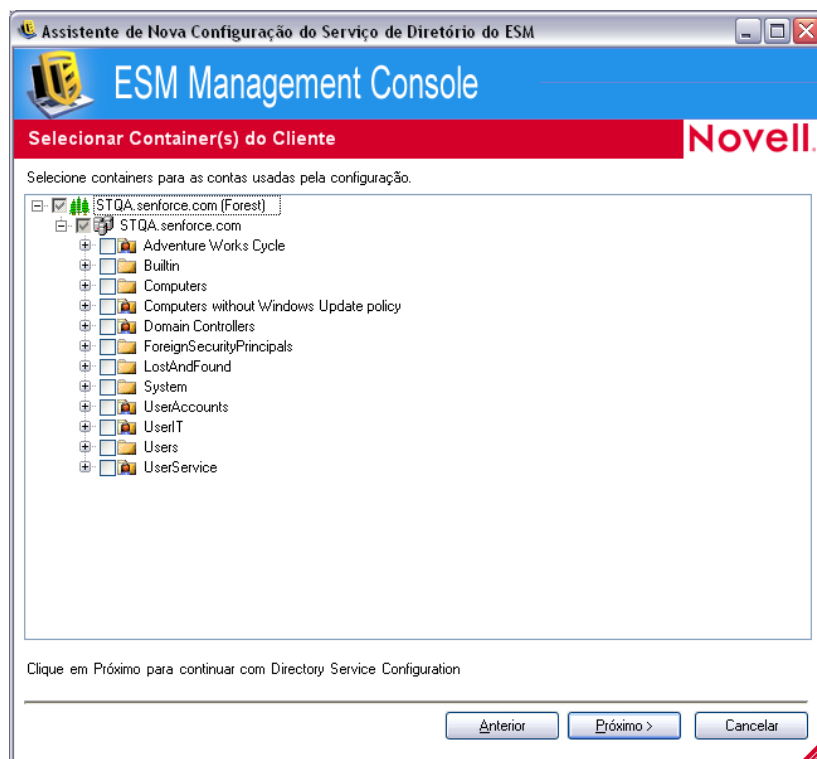 Assistente de Nova Configuração do Serviço de Diretório do ESM
ESM Management Console
Selecionar Container(s) do Cliente
Novell.
Selecione containers para as contas usadas pela configuração.
STQA.senforce.com (Forest)
STQA.senforce.com
Adventure Works Cycle
Builtin
Computers
Computers without Windows Update policy
Domain Controllers
ForeignSecurityPrincipals
LostAndFound
System
UserAccounts
UserIT
Users
UserService
Clique em Próximo para continuar com Directory Service Configuration
Anterior
Próximo >
Cancelar